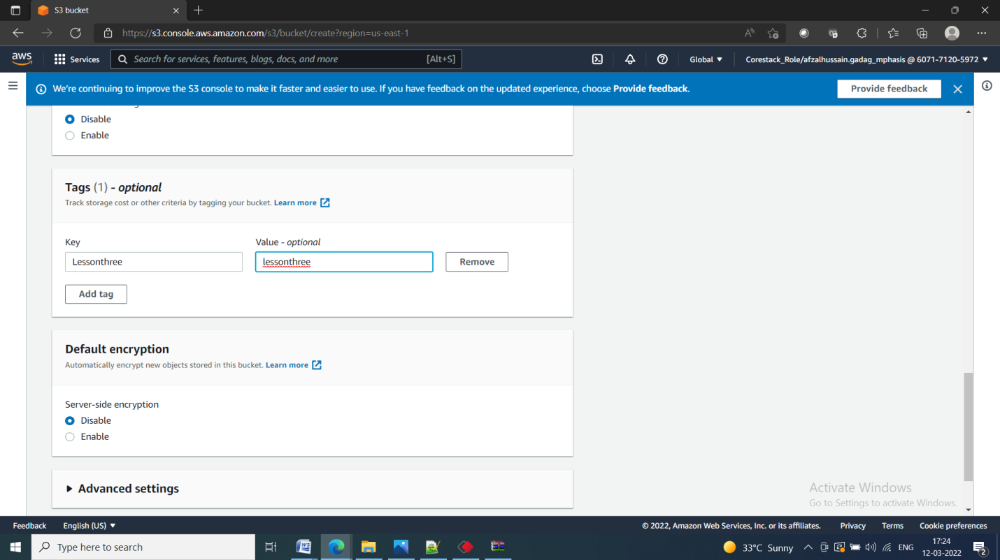 S3 bucket
https://s3.console.aws.amazon.com/s3/bucket/create?region=us-east-1
aws
Services
Search for services, features, blogs, docs, and more
[Alt+S]
Global
Corestack_Role/afzalhussain.gadag_mphasis @ 6071-7120-5972
We're continuing to improve the S3 console to make it faster and easier to use. If you have feedback on the updated experience, choose Provide feedback.
Provide feedback
Disable
Enable
Tags (1) - optional
Track storage cost or other criteria by tagging your bucket. Learn more
Key
Value - optional
Lessonthree
lessonthree
Remove
Add tag
Default encryption
Automatically encrypt new objects stored in this bucket. Learn more
Server-side encryption
Disable
Enable
Advanced settings
Activate Windows
Go to Settings to activate Windows.
Feedback
English (US)
© 2022, Amazon Web Services, Inc. or its affiliates.
Privacy
Terms
Cookie preferences
Type here to search
33°C Sunny
ENG
17:24
12-03-2022
2